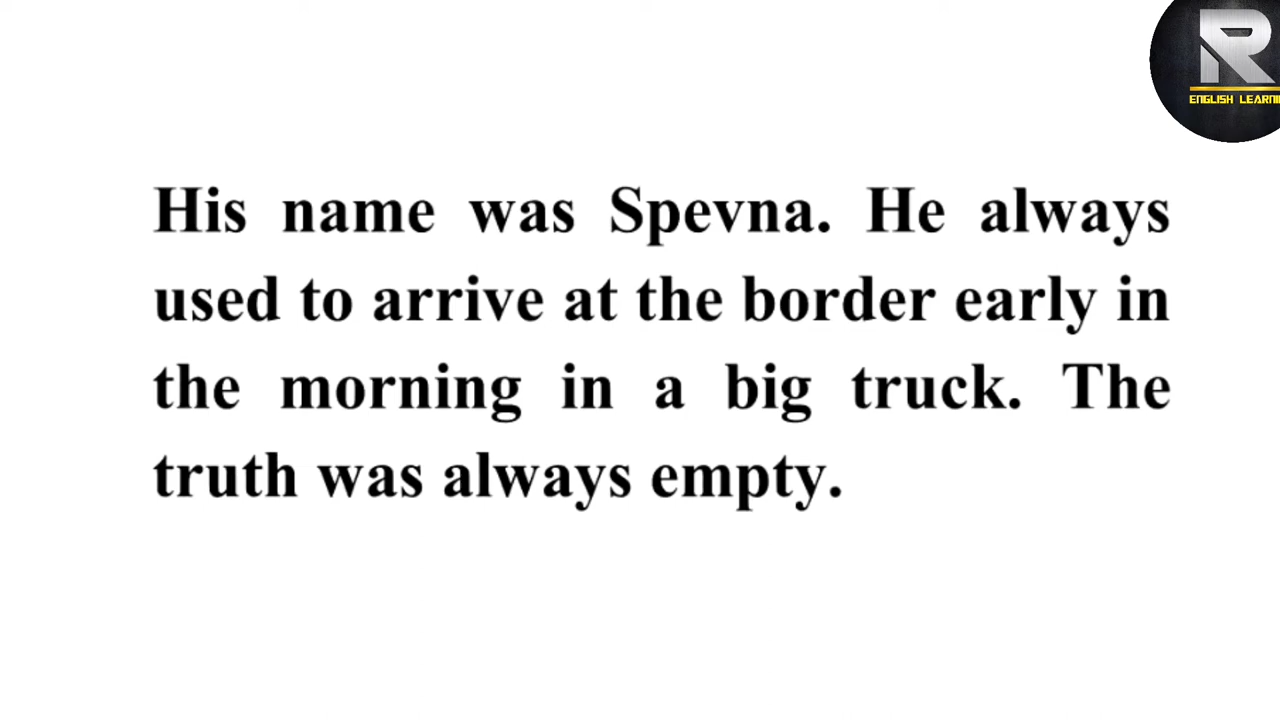 R
ENGLISH LEARNIN
His name was Spevna. He always
used to arrive at the border early in
the morning in a big truck. The
truth was always empty.